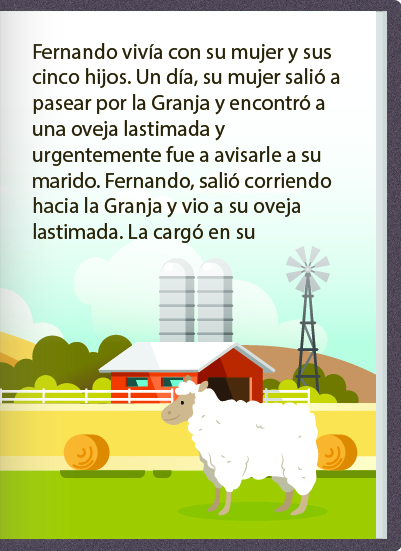 Fernando vivía con su mujer y sus
cinco hijos. Un día, su mujer salió a
pasear por la Granja y encontró a
una oveja lastimada y
urgentemente fue a avisarle a su
marido. Fernando, salió corriendo
hacia la Granja y vio a su oveja
lastimada. La cargó en su